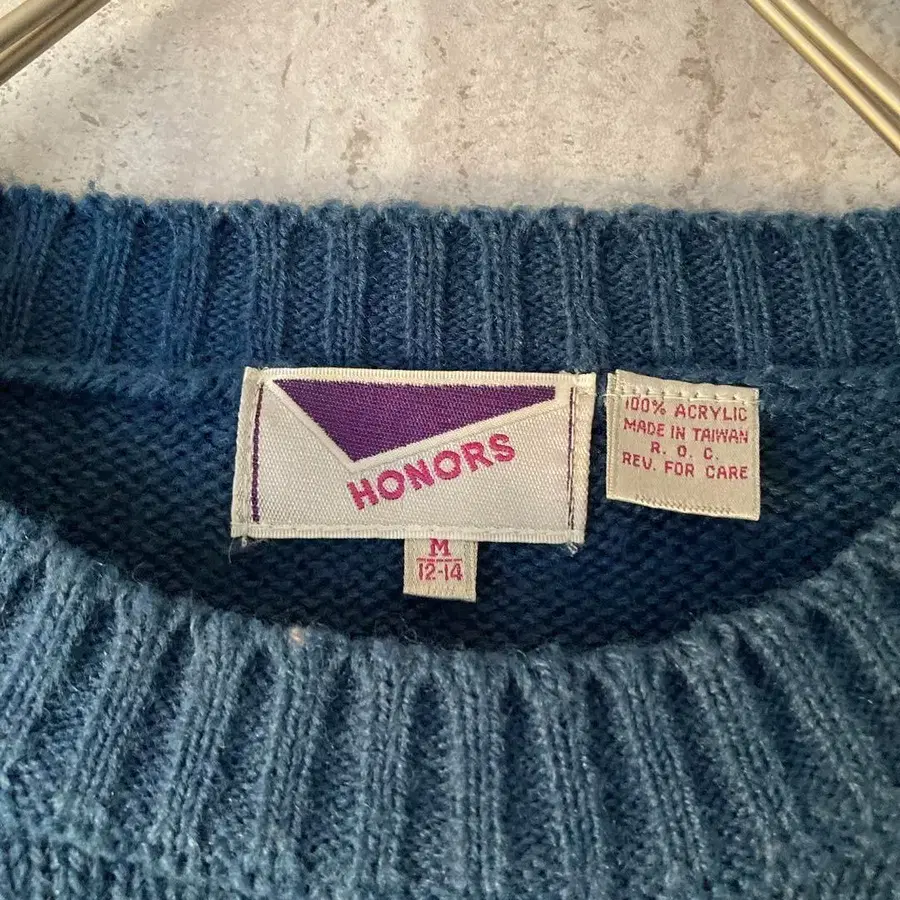 HONORS
M
12-14
100% ACRYLIC
MADE IN TAIWAN
R. O. C.
REV. FOR CARE